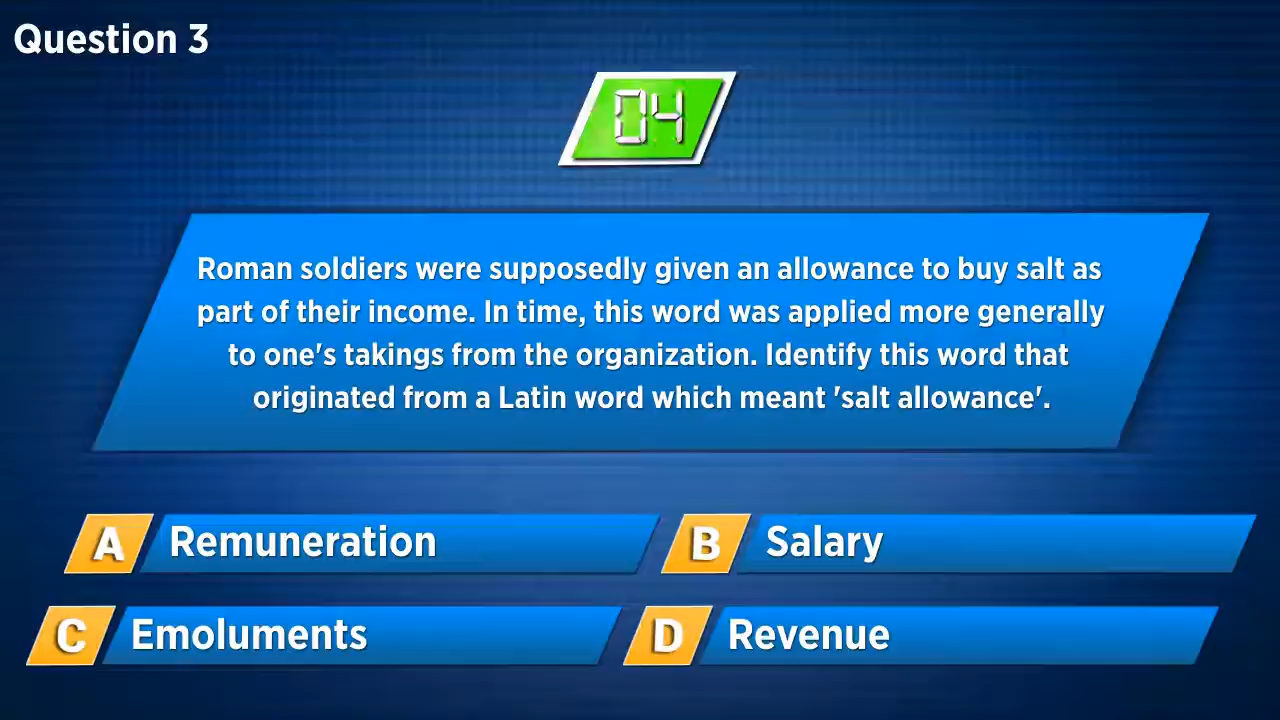 Question 3
04
Roman soldiers were supposedly given an allowance to buy salt as
part of their income. In time, this word was applied more generally
to one's takings from the organization. Identify this word that
originated from a Latin word which meant 'salt allowance'.
A Remuneration
B Salary
C Emoluments
D Revenue